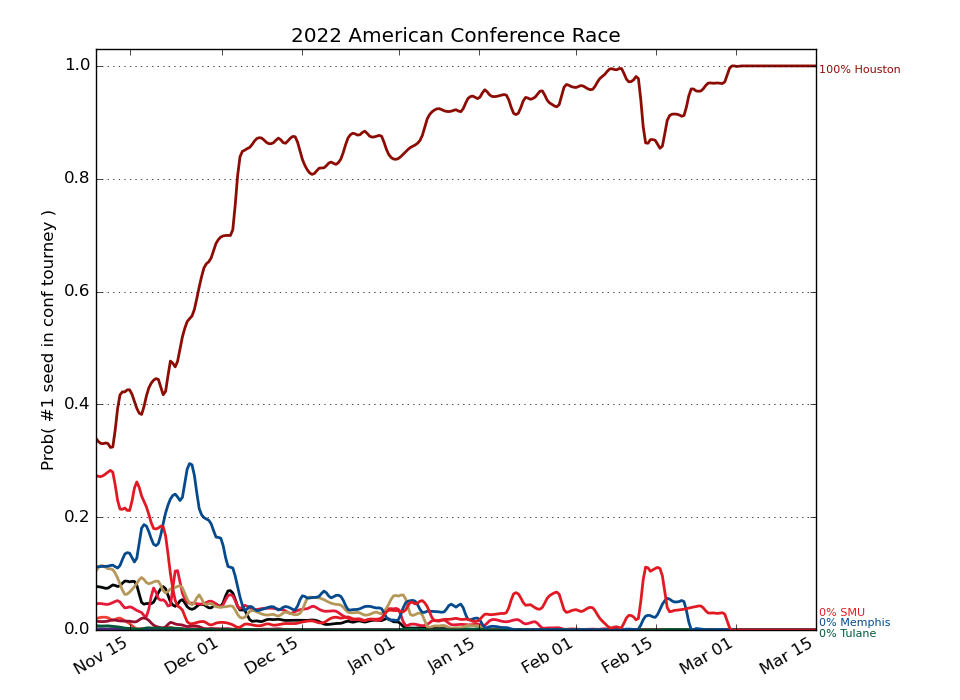 2022 American Conference Race
Prob( #1 seed in conf tourney )
1.0
0.8
0.6
0.4
0.2
0.0
100% Houston
0% SMU
0% Memphis
0% Tulane
Nov 15
Dec 01
Dec 15
Jan 01
Jan 15
Feb 01
Feb 15
Mar 01
Mar 15